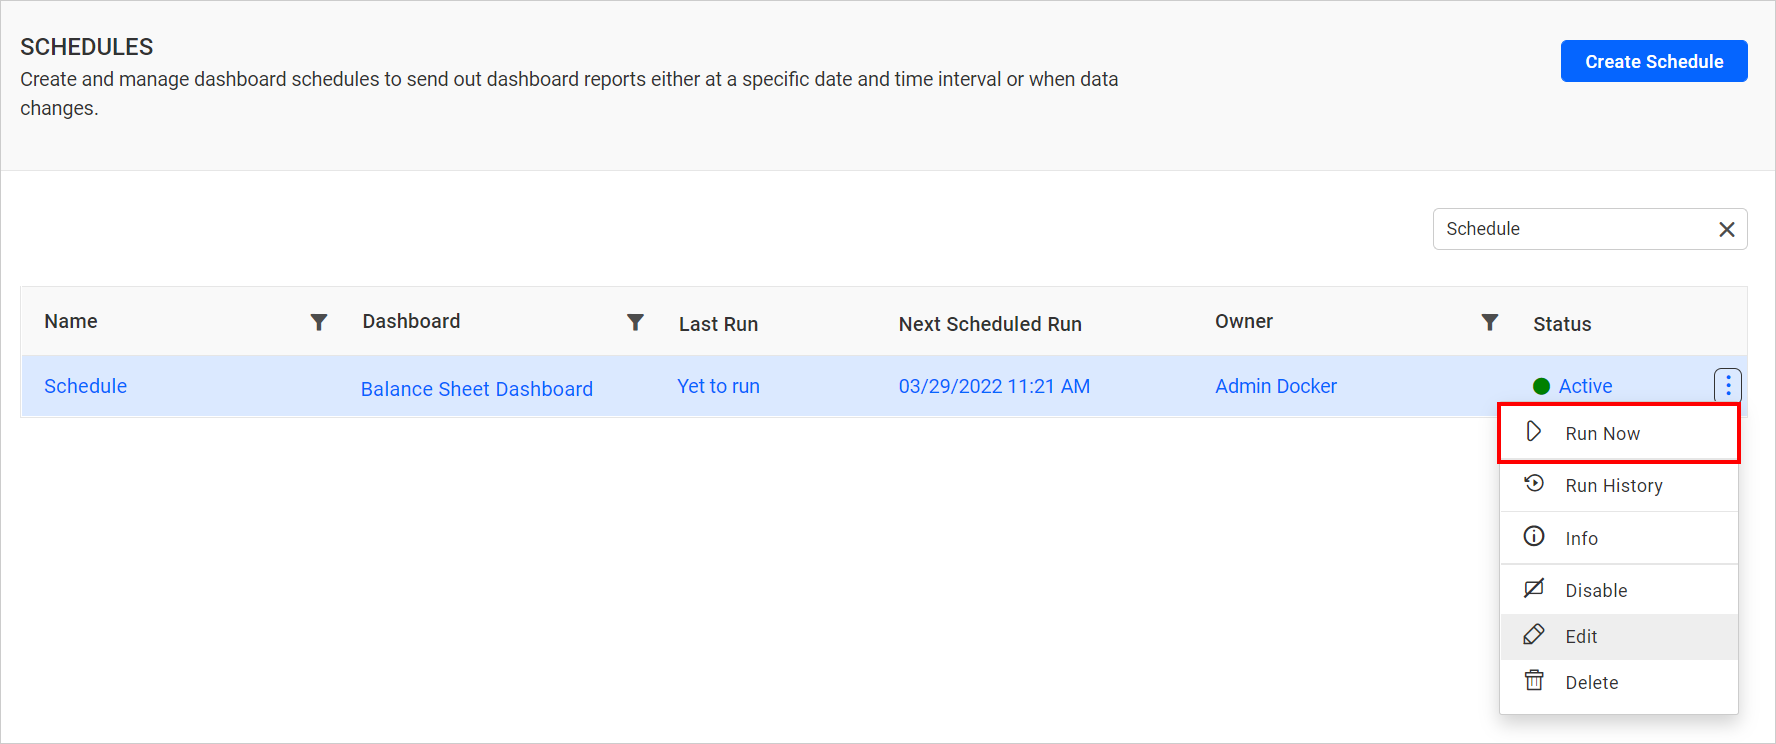 SCHEDULES
Create and manage dashboard schedules to send out dashboard reports either at a specific date and time interval or when data
changes.
Create Schedule
Schedule
Name Dashboard Last Run Next Scheduled Run Owner Status
Schedule Balance Sheet Dashboard Yet to run 03/29/2022 11:21 AM Admin Docker Active
Run Now
Run History
Info
Disable
Edit
Delete